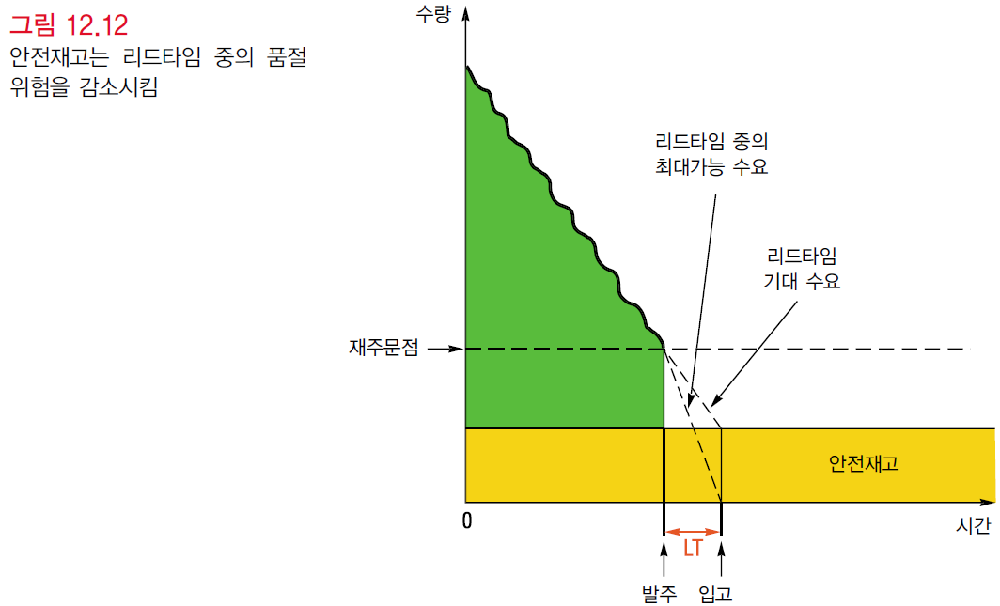 그림 12.12
안전재고는 리드타임 중의 품절
위험을 감소시킴
수량
리드타임 중의
최대가능 수요
리드타임
기대 수요
재주문점
안전재고
0
시간
LT
발주
입고